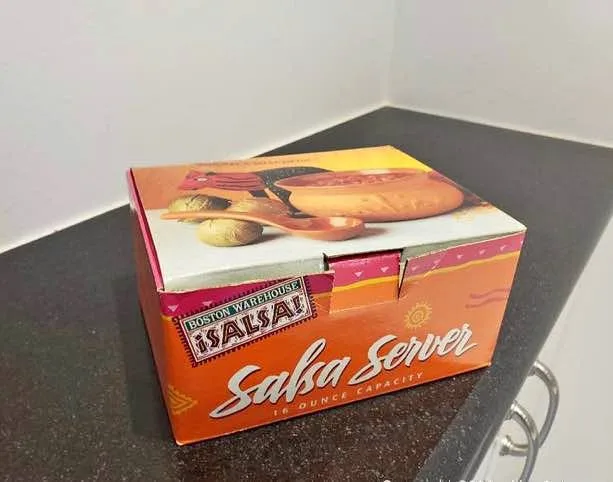 BOSTON WAREHOUSE
¡SALSA!
Salsa Server
16 OUNCE CAPACITY